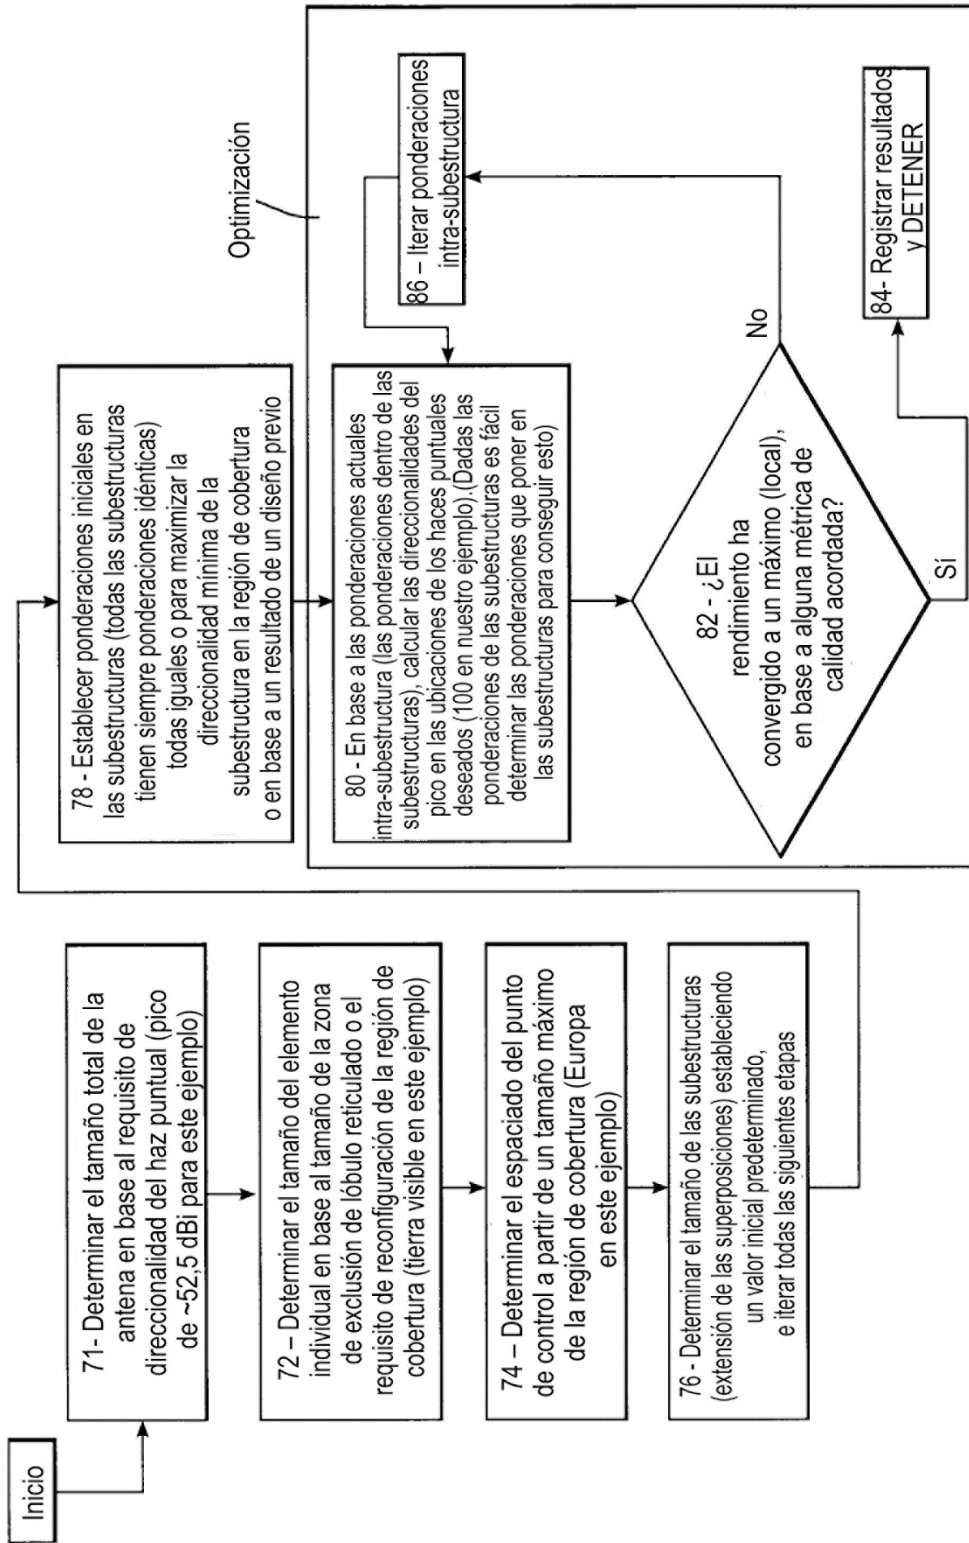 Inicio
71- Determinar el tamaño total de la
antena en base al requisito de
direccionalidad del haz puntual (pico
de ~52,5 dBi para este ejemplo)
72 – Determinar el tamaño del elemento
individual en base al tamaño de la zona
de exclusión de lóbulo reticulado o el
requisito de reconfiguración de la región de
cobertura (tierra visible en este ejemplo)
74 – Determinar el espaciado del punto
de control a partir de un tamaño máximo
de la región de cobertura (Europa
en este ejemplo)
76 - Determinar el tamaño de las subestructuras
(extensión de las superposiciones) estableciendo
un valor inicial predeterminado,
e iterar todas las siguientes etapas
78 - Establecer ponderaciones iniciales en
las subestructuras (todas las subestructuras
tienen siempre ponderaciones idénticas)
todas iguales o para maximizar la
direccionalidad mínima de la
subestructura en la región de cobertura
o en base a un resultado de un diseño previo
Optimización
80 - En base a las ponderaciones actuales
intra-subestructura (las ponderaciones dentro de las
subestructuras), calcular las direccionalidades del
pico en las ubicaciones de los haces puntuales
deseados (100 en nuestro ejemplo).(Dadas las
ponderaciones de las subestructuras es fácil
determinar las ponderaciones que poner en
las subestructuras para conseguir esto)
86 – Iterar ponderaciones
intra-subestructura
82 - ¿El
rendimiento ha
convergido a un máximo (local),
en base a alguna métrica de
calidad acordada?
No
Sí
84- Registrar resultados
y DETENER